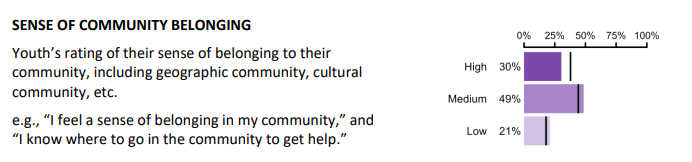 SENSE OF COMMUNITY BELONGING
Youth’s rating of their sense of belonging to their
community, including geographic community, cultural
community, etc.
e.g., “I feel a sense of belonging in my community,” and
“I know where to go in the community to get help.”
0% 25% 50% 75% 100%
High 30%
Medium 49%
Low 21%